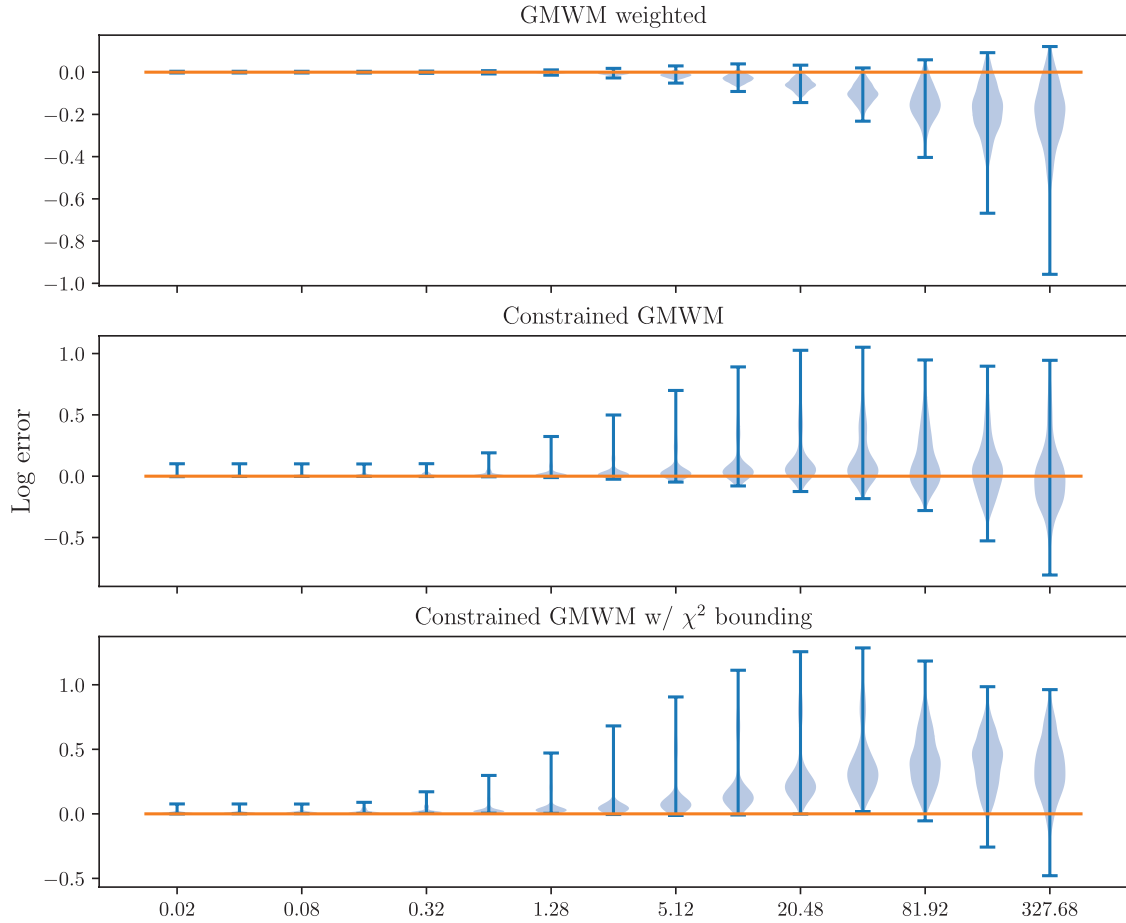 GMWM weighted
0.0
−0.2
−0.4
−0.6
−0.8
−1.0
Constrained GMWM
1.0
0.5
0.0
−0.5
Log error
Constrained GMWM w/ χ² bounding
1.0
0.5
0.0
−0.5
0.02 0.08 0.32 1.28 5.12 20.48 81.92 327.68